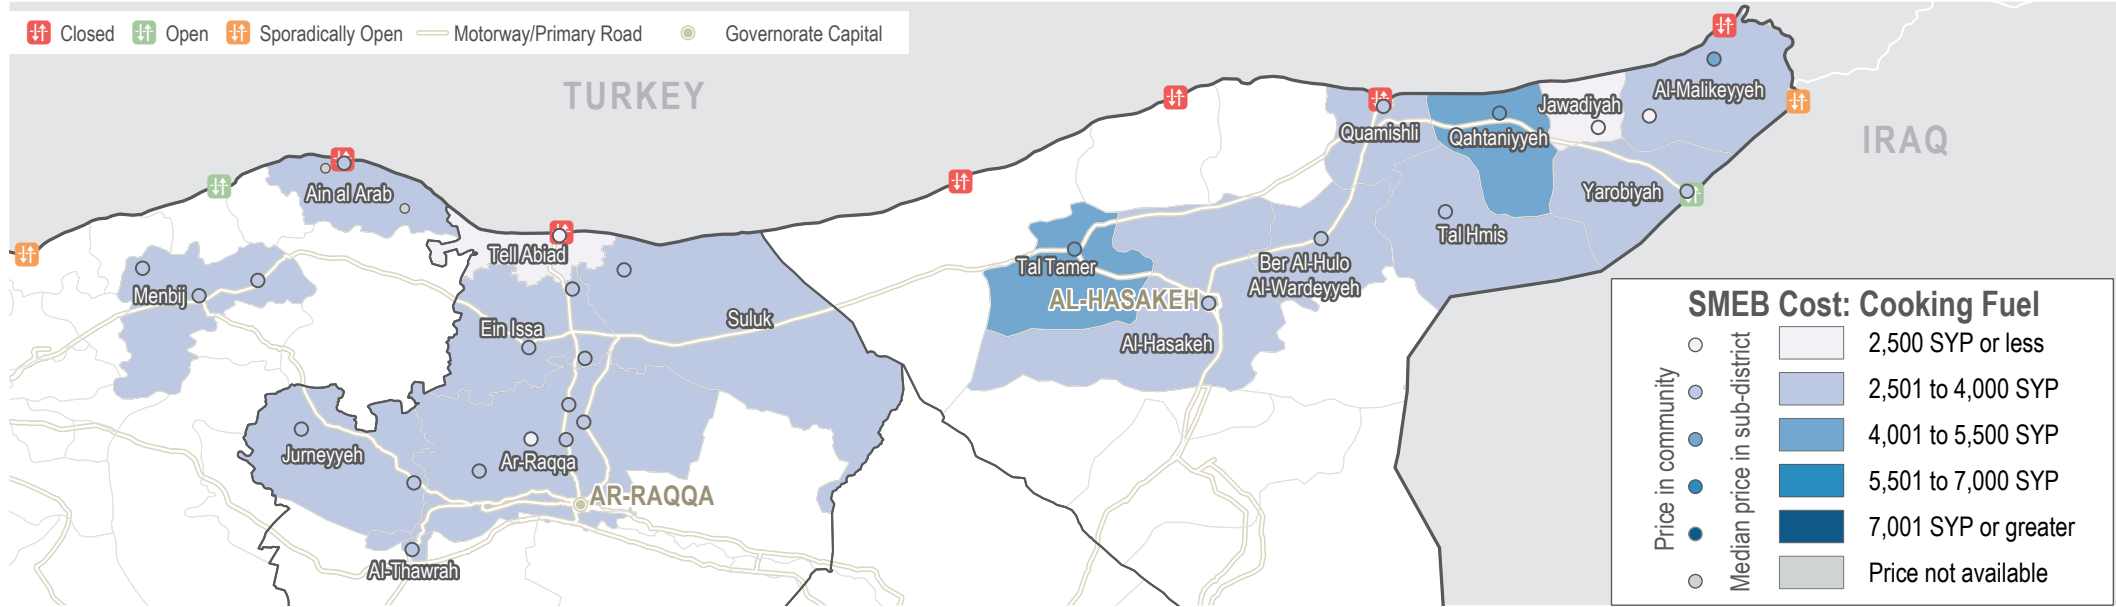 Closed Open Sporadically Open Motorway/Primary Road Governorate Capital
TURKEY
IRAQ
Al-Malikeyyeh
Jawadiyah
Quamishli
Qahtaniyyeh
Yarobiyah
Ain al Arab
Tal Hmis
Tell Abiad
Tal Tamer
Ber Al-Hulo
Al-Wardeyyeh
Menbij
AL-HASAKEH
Ein Issa
Suluk
Al-Hasakeh
Jurneyyeh
Ar-Raqqa
AR-RAQQA
Al-Thawrah
SMEB Cost: Cooking Fuel
Price in community
Median price in sub-district
2,500 SYP or less
2,501 to 4,000 SYP
4,001 to 5,500 SYP
5,501 to 7,000 SYP
7,001 SYP or greater
Price not available